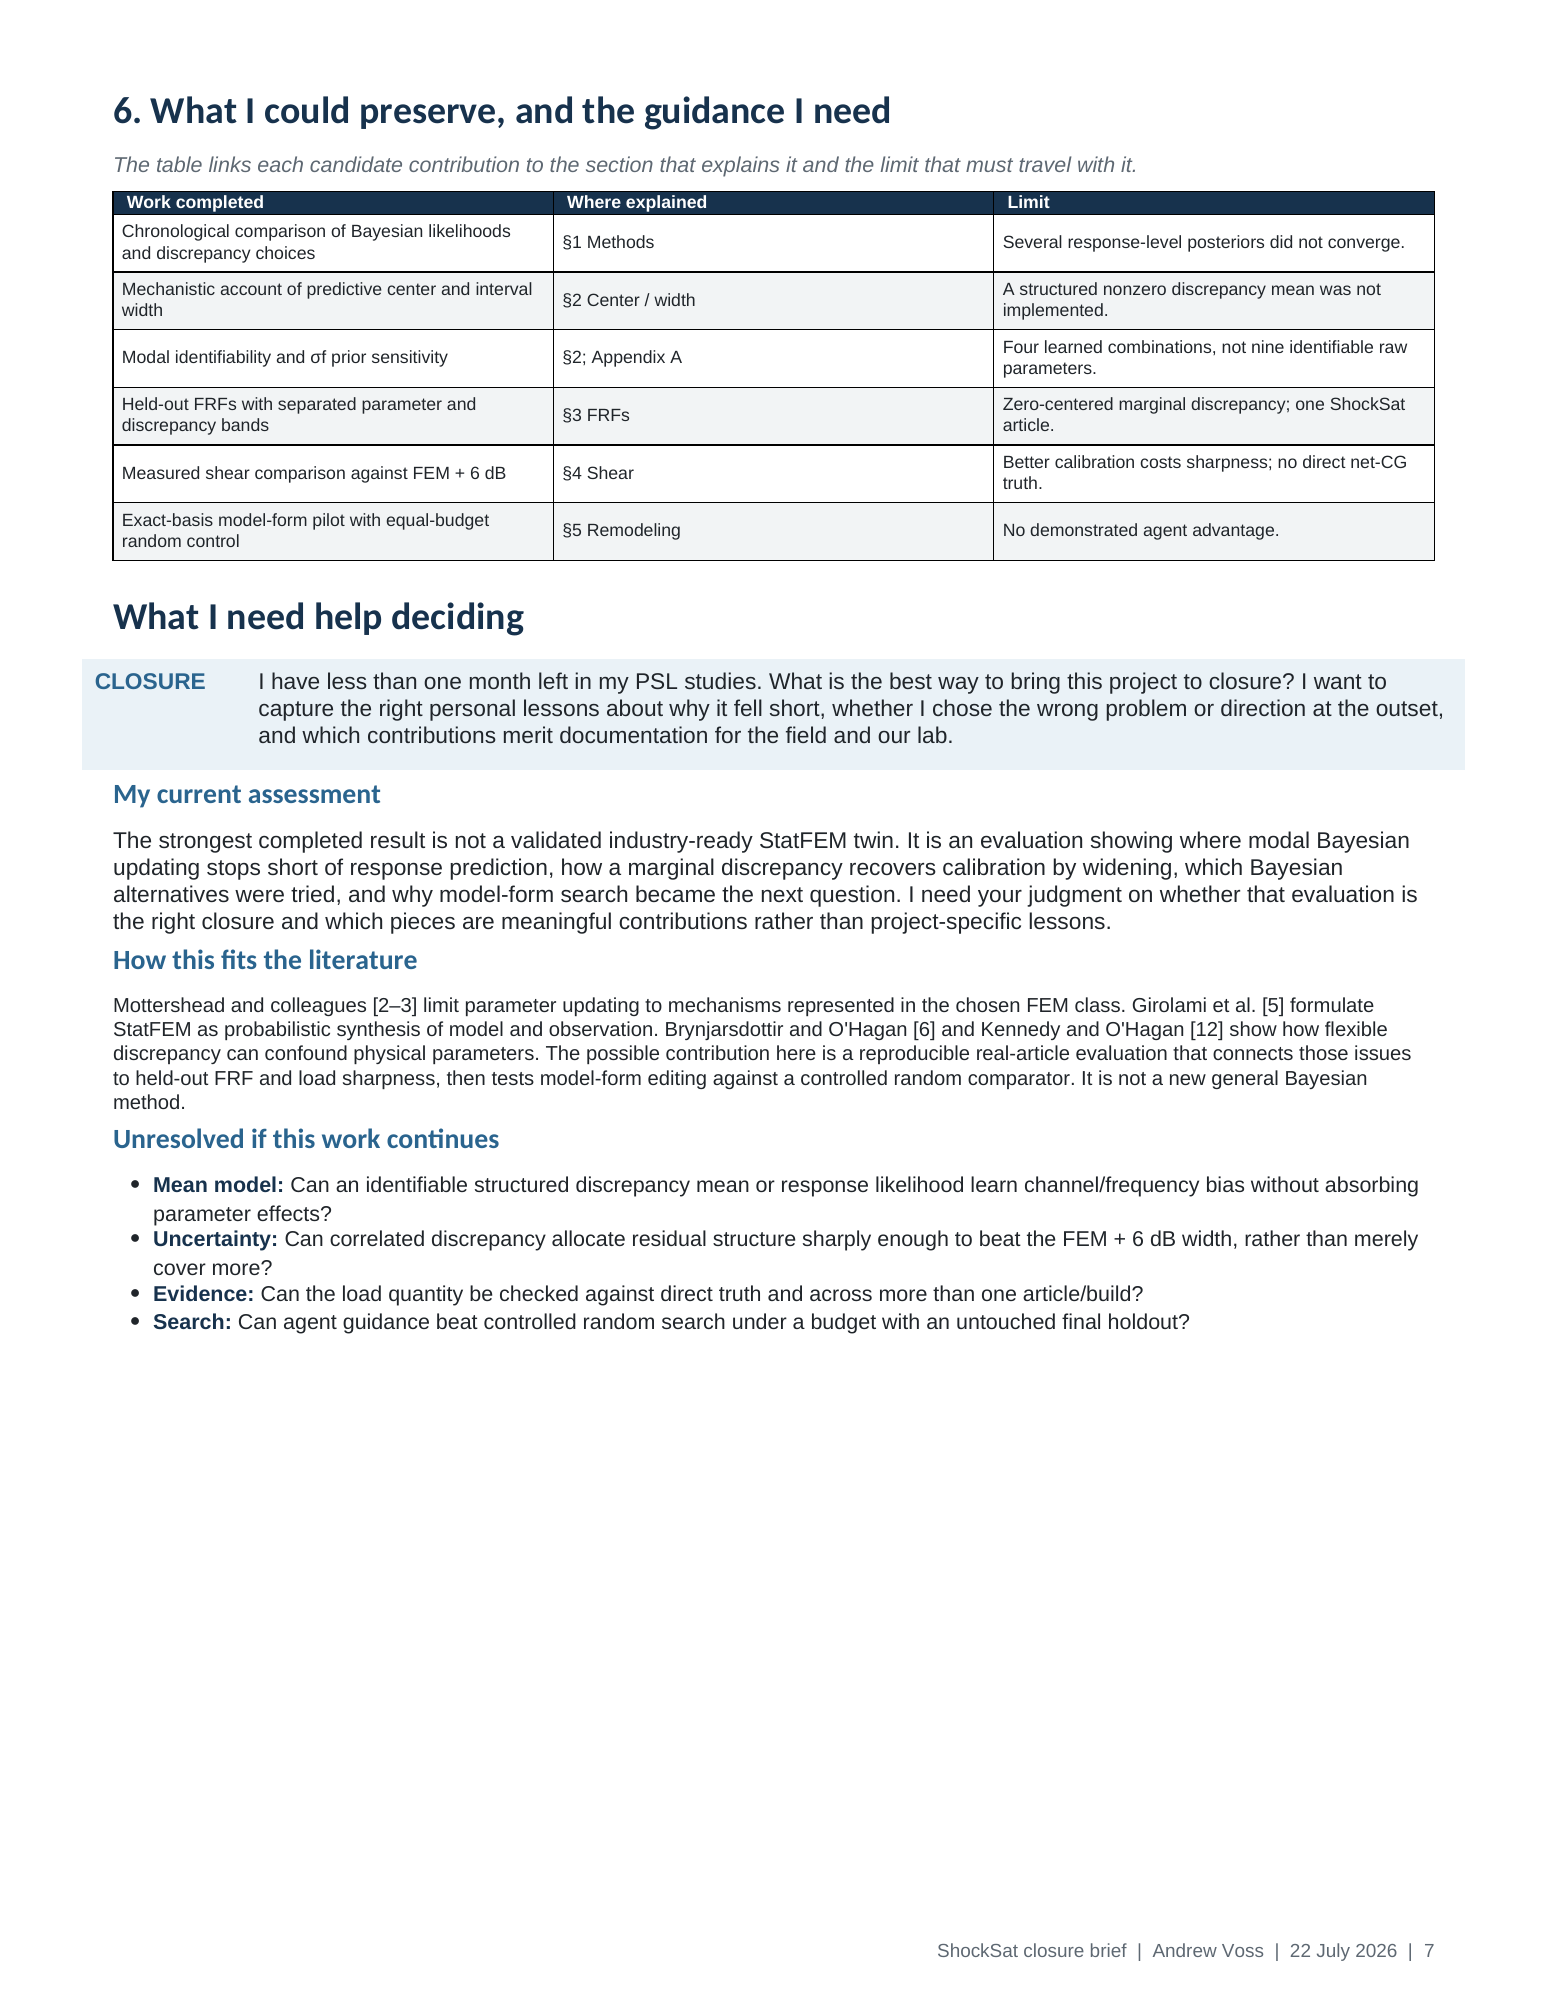 6. What I could preserve, and the guidance I need
The table links each candidate contribution to the section that explains it and the limit that must travel with it.
Work completed
Where explained
Limit
Chronological comparison of Bayesian likelihoods
and discrepancy choices
§1 Methods
Several response-level posteriors did not converge.
Mechanistic account of predictive center and interval
width
§2 Center / width
A structured nonzero discrepancy mean was not
implemented.
Modal identifiability and σf prior sensitivity
§2; Appendix A
Four learned combinations, not nine identifiable raw
parameters.
Held-out FRFs with separated parameter and
discrepancy bands
§3 FRFs
Zero-centered marginal discrepancy; one ShockSat
article.
Measured shear comparison against FEM + 6 dB
§4 Shear
Better calibration costs sharpness; no direct net-CG
truth.
Exact-basis model-form pilot with equal-budget
random control
§5 Remodeling
No demonstrated agent advantage.
What I need help deciding
CLOSURE
I have less than one month left in my PSL studies. What is the best way to bring this project to closure? I want to
capture the right personal lessons about why it fell short, whether I chose the wrong problem or direction at the outset,
and which contributions merit documentation for the field and our lab.
My current assessment
The strongest completed result is not a validated industry-ready StatFEM twin. It is an evaluation showing where modal Bayesian
updating stops short of response prediction, how a marginal discrepancy recovers calibration by widening, which Bayesian
alternatives were tried, and why model-form search became the next question. I need your judgment on whether that evaluation is
the right closure and which pieces are meaningful contributions rather than project-specific lessons.
How this fits the literature
Mottershead and colleagues [2–3] limit parameter updating to mechanisms represented in the chosen FEM class. Girolami et al. [5] formulate
StatFEM as probabilistic synthesis of model and observation. Brynjarsdottir and O'Hagan [6] and Kennedy and O'Hagan [12] show how flexible
discrepancy can confound physical parameters. The possible contribution here is a reproducible real-article evaluation that connects those issues
to held-out FRF and load sharpness, then tests model-form editing against a controlled random comparator. It is not a new general Bayesian
method.
Unresolved if this work continues
• Mean model: Can an identifiable structured discrepancy mean or response likelihood learn channel/frequency bias without absorbing
parameter effects?
• Uncertainty: Can correlated discrepancy allocate residual structure sharply enough to beat the FEM + 6 dB width, rather than merely
cover more?
• Evidence: Can the load quantity be checked against direct truth and across more than one article/build?
• Search: Can agent guidance beat controlled random search under a budget with an untouched final holdout?
ShockSat closure brief | Andrew Voss | 22 July 2026 | 7